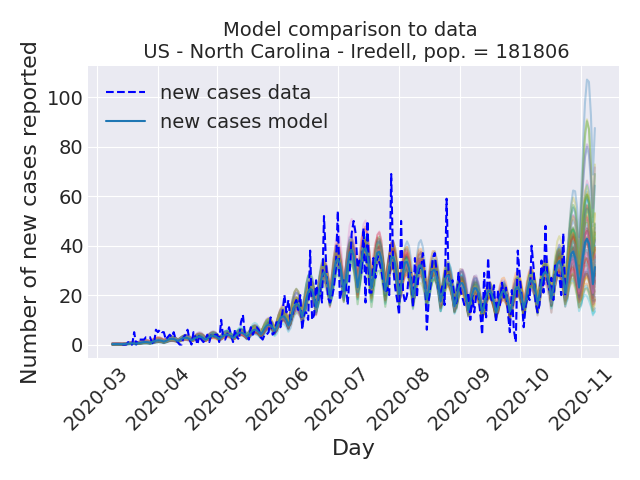 Model comparison to data
US - North Carolina - Iredell, pop. = 181806
Number of new cases reported
new cases data
new cases model
100
80
60
40
20
0
2020-03
2020-04
2020-05
2020-06
2020-07
2020-08
2020-09
2020-10
2020-11
Day